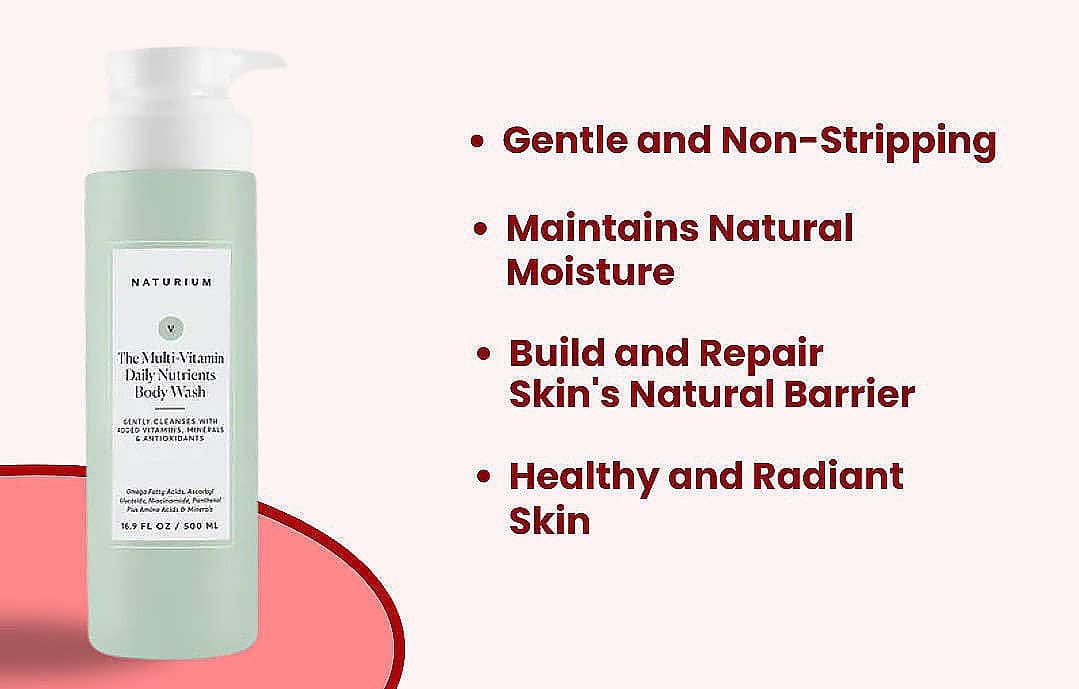 NATURIUM
V
The Multi-Vitamin
Daily Nutrients
Body Wash
GENTLY CLEANSES WITH
ADDED VITAMINS, MINERALS
& ANTIOXIDANTS
Omega Fatty Acids, Ascorbyl
Glucoside, Niacinamide, Panthenol
Plus Amino Acids & Minerals
16.9 FL OZ / 500 ML
• Gentle and Non-Stripping
• Maintains Natural
Moisture
• Build and Repair
Skin's Natural Barrier
• Healthy and Radiant
Skin